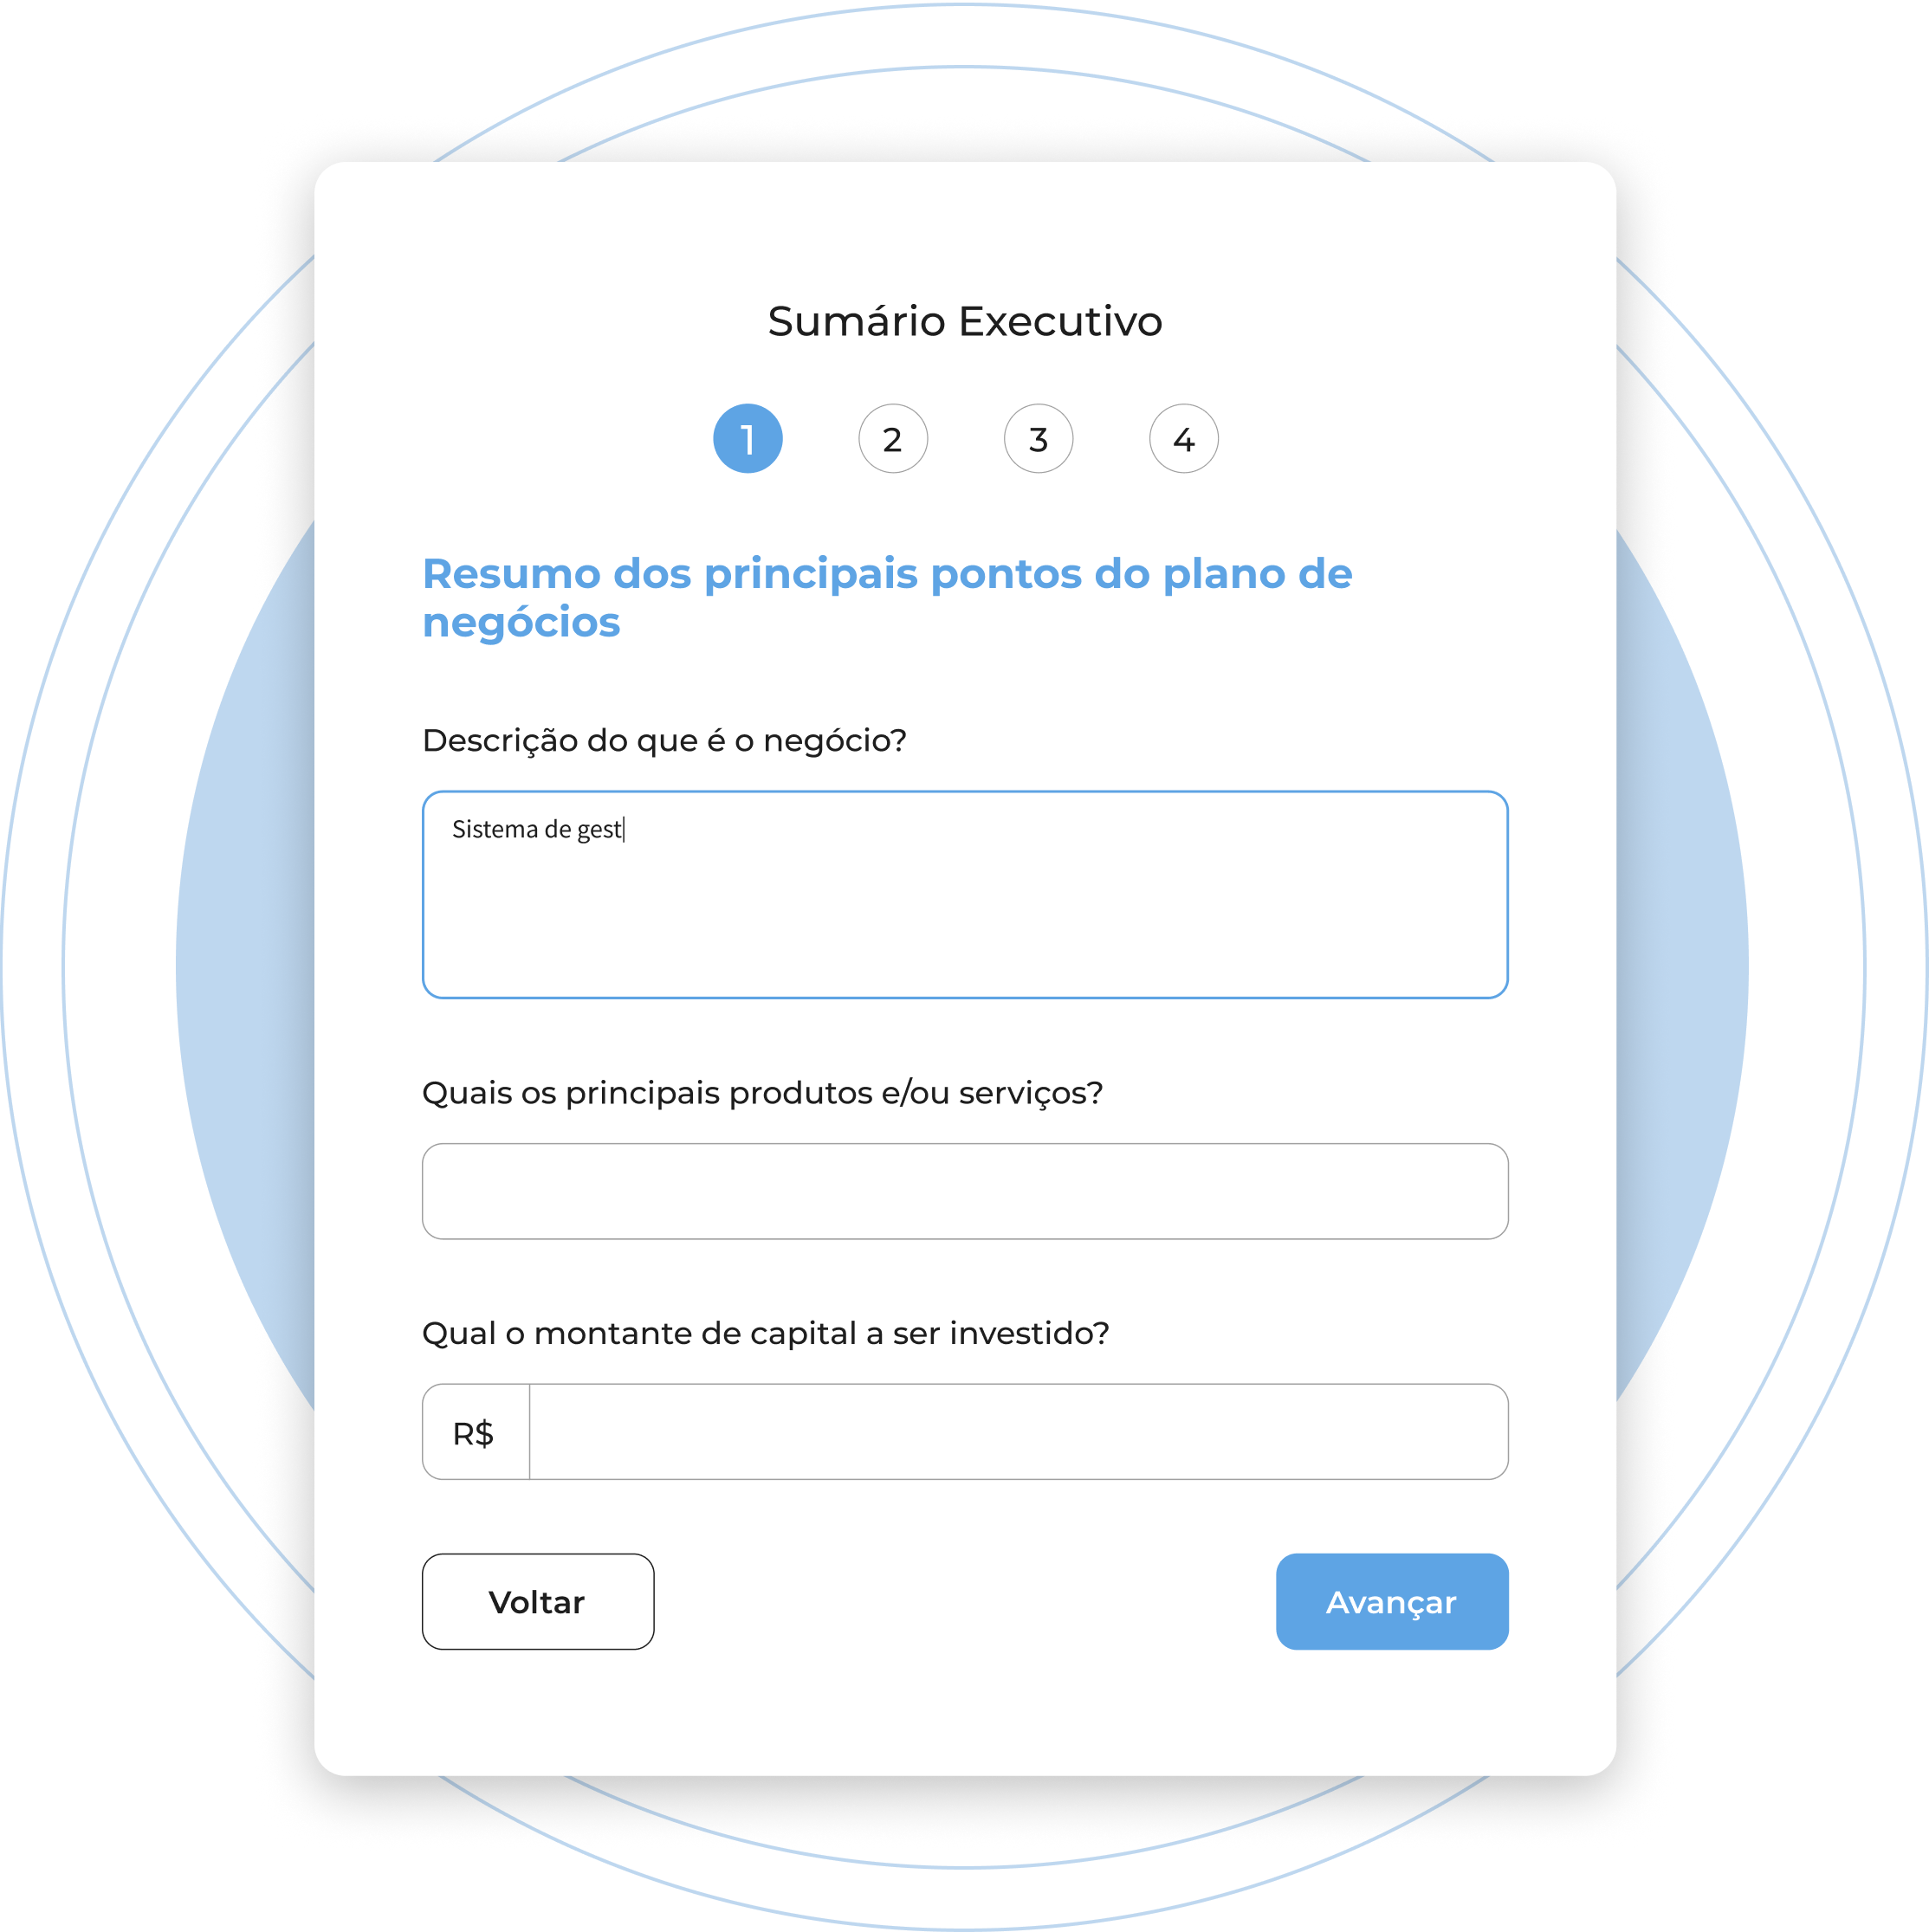 Sumário Executivo
1 2 3 4
Resumo dos principais pontos do plano de
negócios
Descrição do que é o negócio?
Sistema de gest
Quais os principais produtos e/ou serviços?
Qual o montante de capital a ser investido?
R$
Voltar Avançar